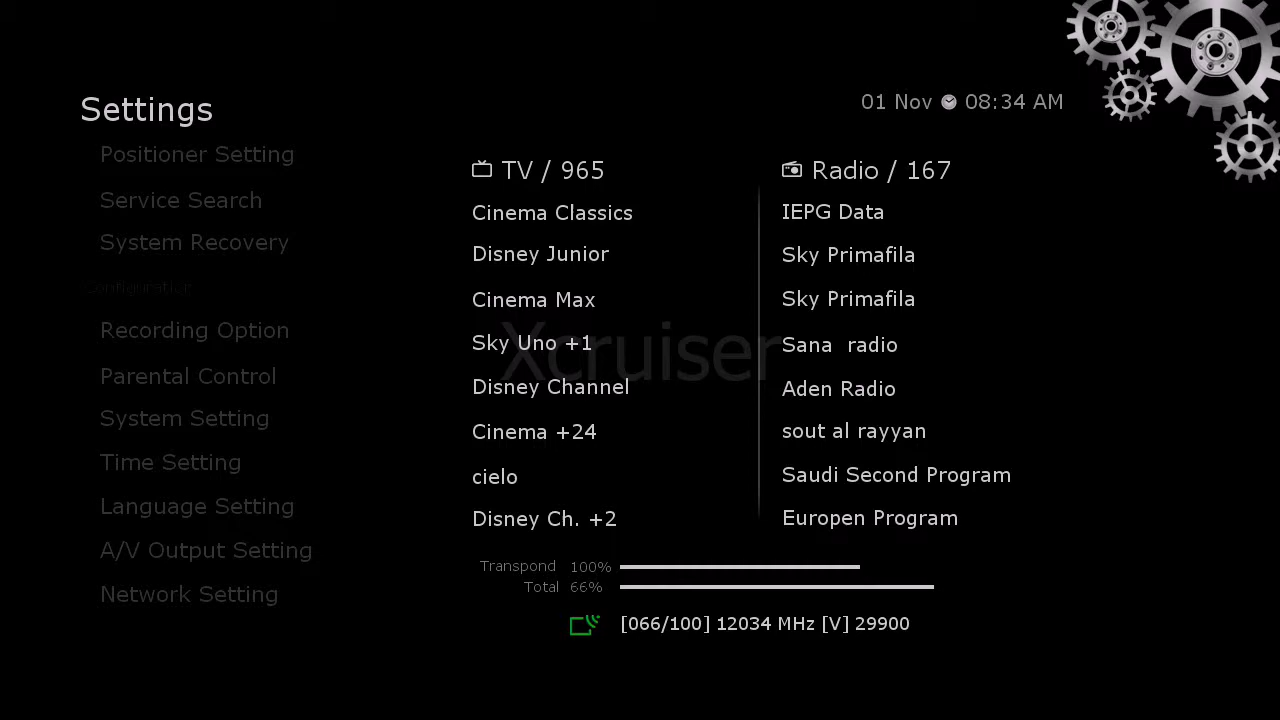 Settings
01 Nov 08:34 AM
Positioner Setting
Service Search
System Recovery
Configuration
Recording Option
Parental Control
System Setting
Time Setting
Language Setting
A/V Output Setting
Network Setting
TV / 965
Cinema Classics
Disney Junior
Cinema Max
Sky Uno +1
Disney Channel
Cinema +24
cielo
Disney Ch. +2
Radio / 167
IEPG Data
Sky Primafila
Sky Primafila
Sana radio
Aden Radio
sout al rayyan
Saudi Second Program
Europen Program
Xcruiser
Transpond 100%
Total 66%
[066/100] 12034 MHz [V] 29900